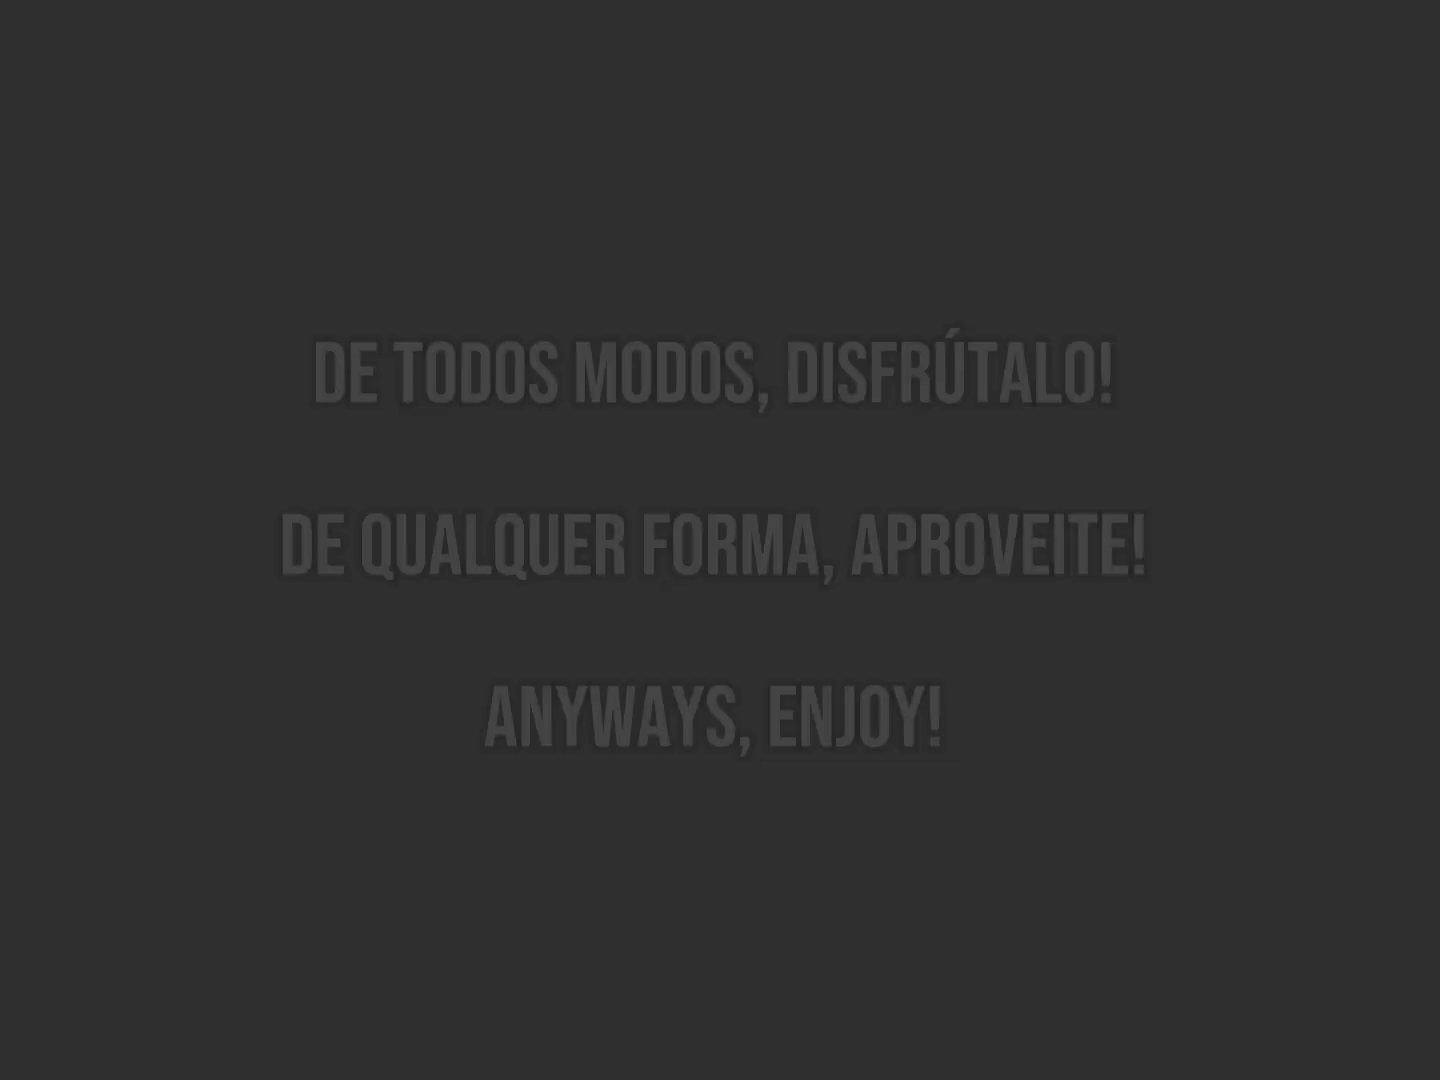 DE TODOS MODOS, DISFRÚTALO!
DE QUALQUER FORMA, APROVEITE!
ANYWAYS, ENJOY!